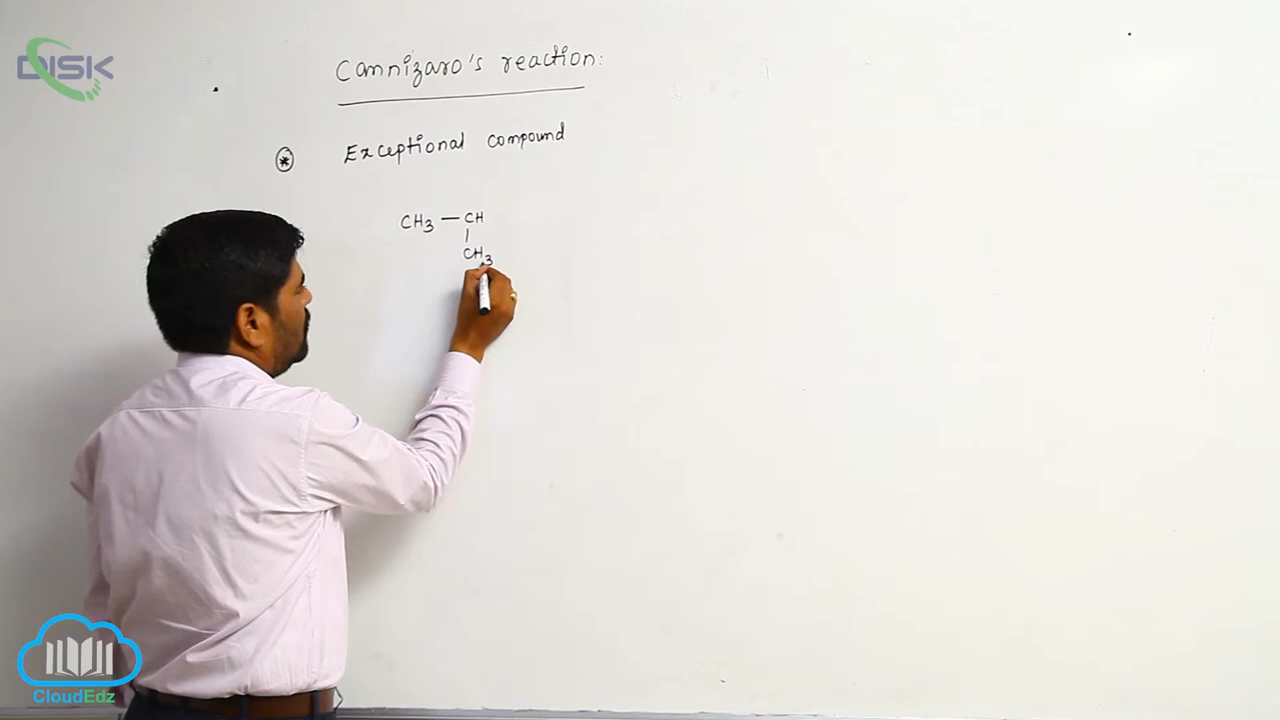 DISK
Cannizaro's reaction:
* Exceptional compound
CH3 — CH
|
CH3
CloudEdz